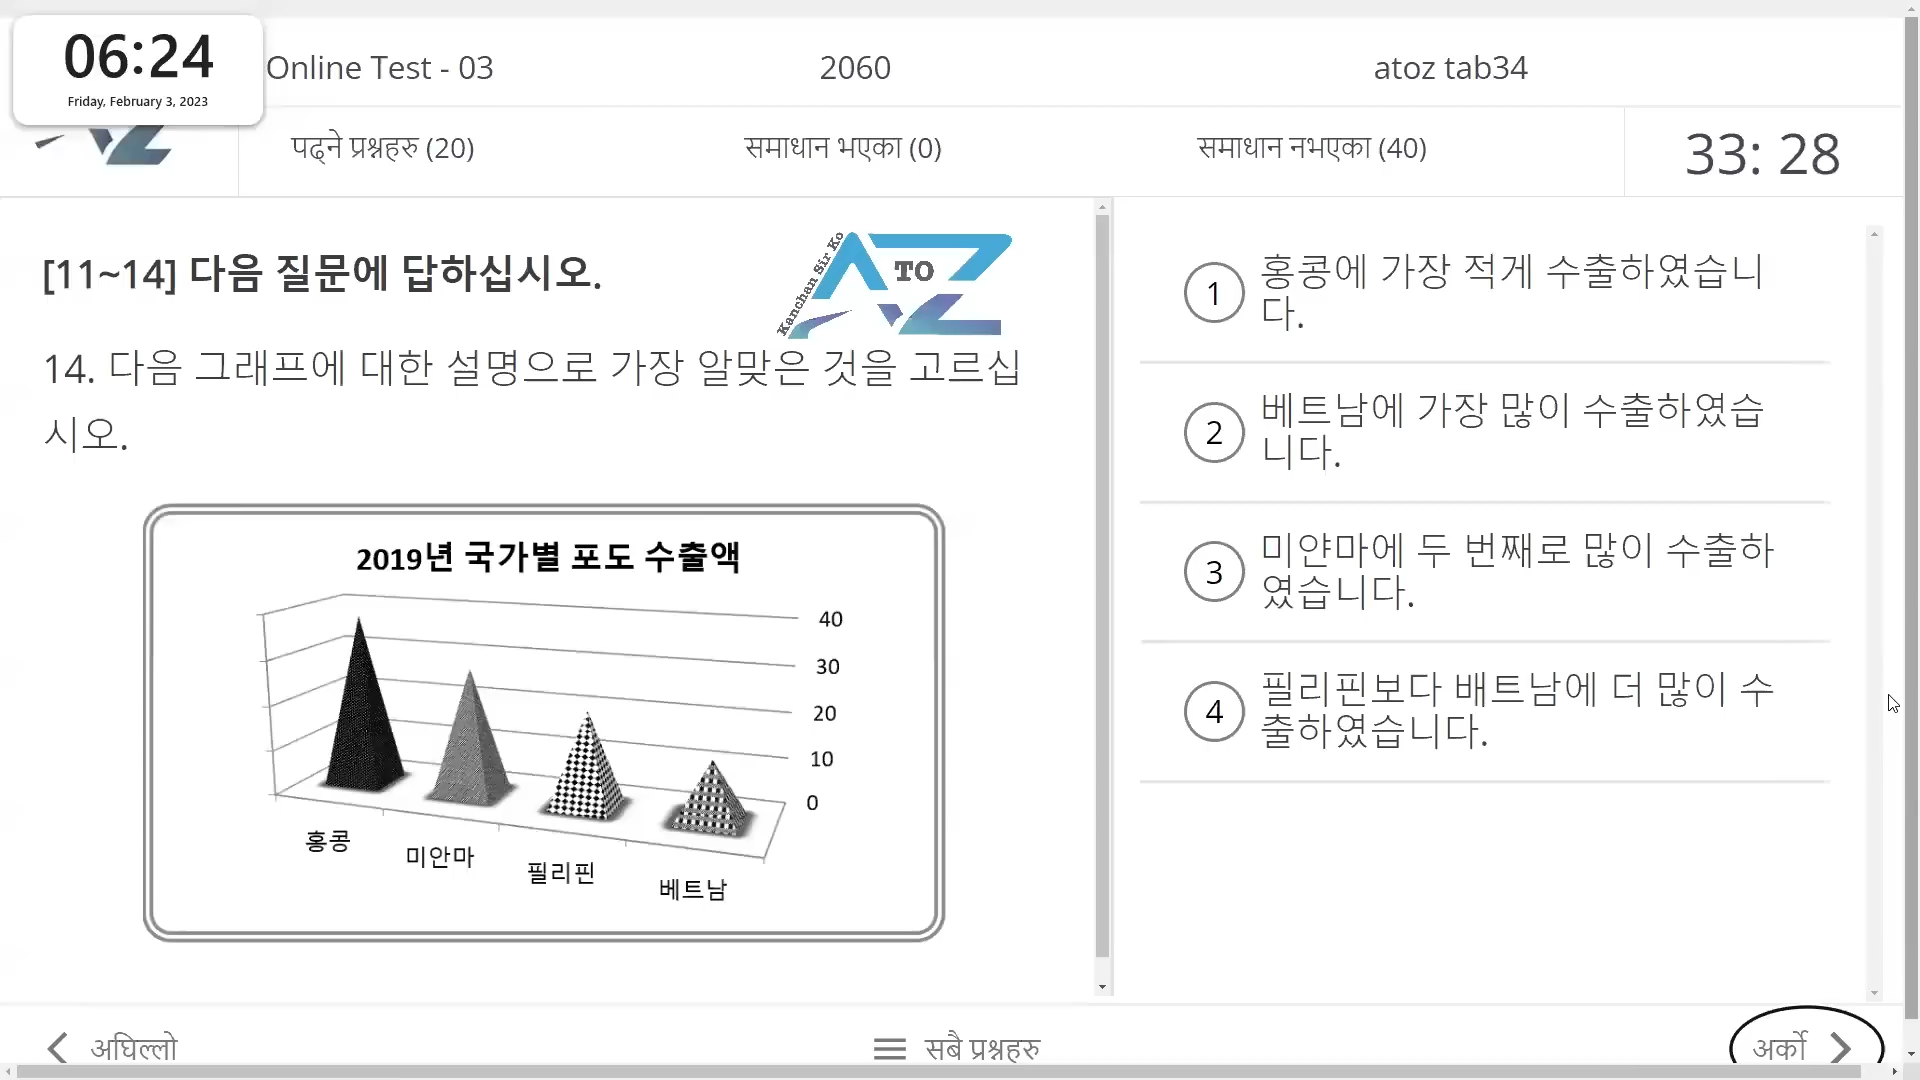 06:24
Friday, February 3, 2023
Online Test - 03
2060
atoz tab34
पढ्ने प्रश्नहरु (20)
समाधान भएका (0)
समाधान नभएका (40)
33: 28
[11~14] 다음 질문에 답하십시오.
Kanchan Sir Ko
A TO Z
14. 다음 그래프에 대한 설명으로 가장 알맞은 것을 고르십
시오.
2019년 국가별 포도 수출액
40
30
20
10
0
홍콩
미안마
필리핀
베트남
1 홍콩에 가장 적게 수출하였습니
다.
2 베트남에 가장 많이 수출하였습
니다.
3 미얀마에 두 번째로 많이 수출하
였습니다.
4 필리핀보다 배트남에 더 많이 수
출하였습니다.
अघिल्लो
सबै प्रश्नहरु
अर्को